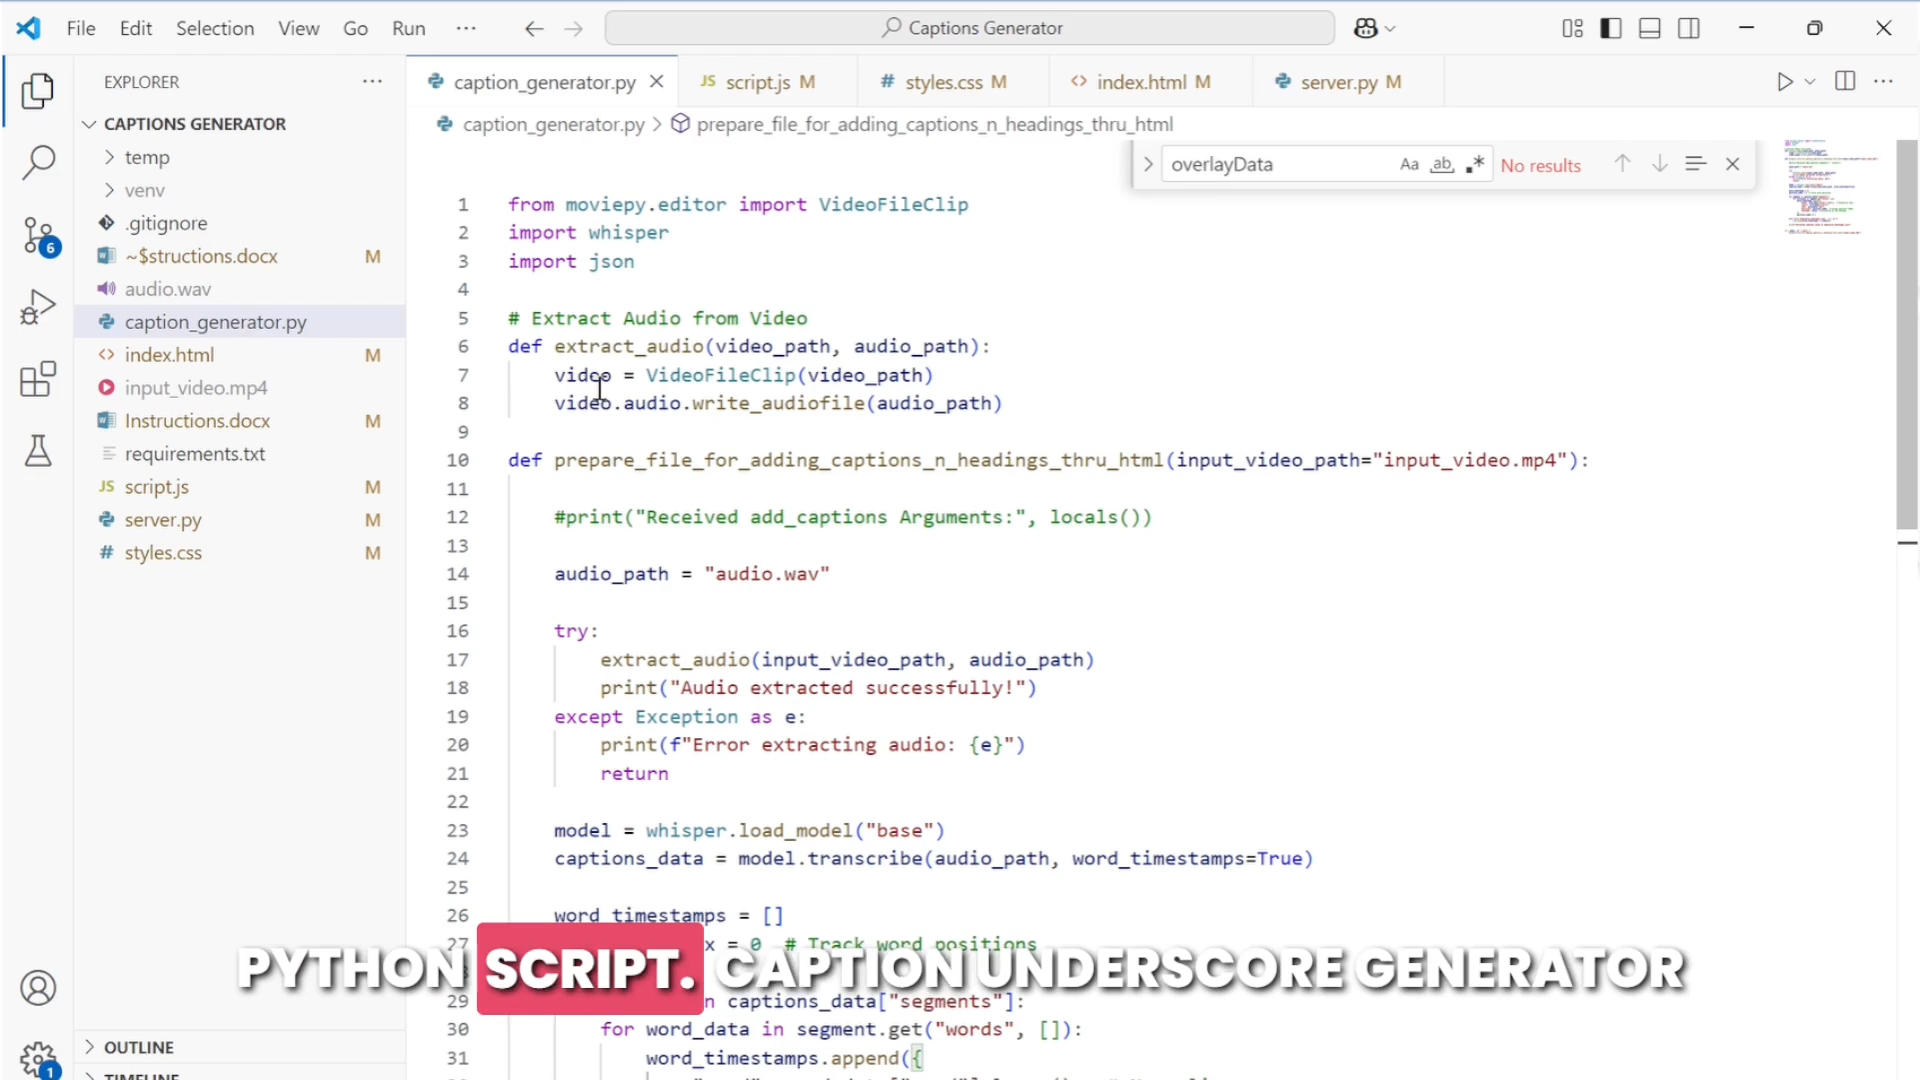 File Edit Selection View Go Run ··· Captions Generator
EXPLORER ···
CAPTIONS GENERATOR
temp
venv
.gitignore
~$structions.docx M
audio.wav
caption_generator.py
index.html M
input_video.mp4
Instructions.docx M
requirements.txt
script.js M
server.py M
styles.css M
OUTLINE
6
1
caption_generator.py script.js M styles.css M index.html M server.py M
caption_generator.py > prepare_file_for_adding_captions_n_headings_thru_html
overlayData Aa ab No results
1 from moviepy.editor import VideoFileClip
2 import whisper
3 import json
4
5 # Extract Audio from Video
6 def extract_audio(video_path, audio_path):
7 video = VideoFileClip(video_path)
8 video.audio.write_audiofile(audio_path)
9
10 def prepare_file_for_adding_captions_n_headings_thru_html(input_video_path="input_video.mp4"):
11
12 #print("Received add_captions Arguments:", locals())
13
14 audio_path = "audio.wav"
15
16 try:
17 extract_audio(input_video_path, audio_path)
18 print("Audio extracted successfully!")
19 except Exception as e:
20 print(f"Error extracting audio: {e}")
21 return
22
23 model = whisper.load_model("base")
24 captions_data = model.transcribe(audio_path, word_timestamps=True)
25
26 word_timestamps = []
27 x = 0 # Track word positions
29 n captions_data["segments"]:
30 for word_data in segment.get("words", []):
31 word_timestamps.append({
PYTHON SCRIPT. CAPTION UNDERSCORE GENERATOR